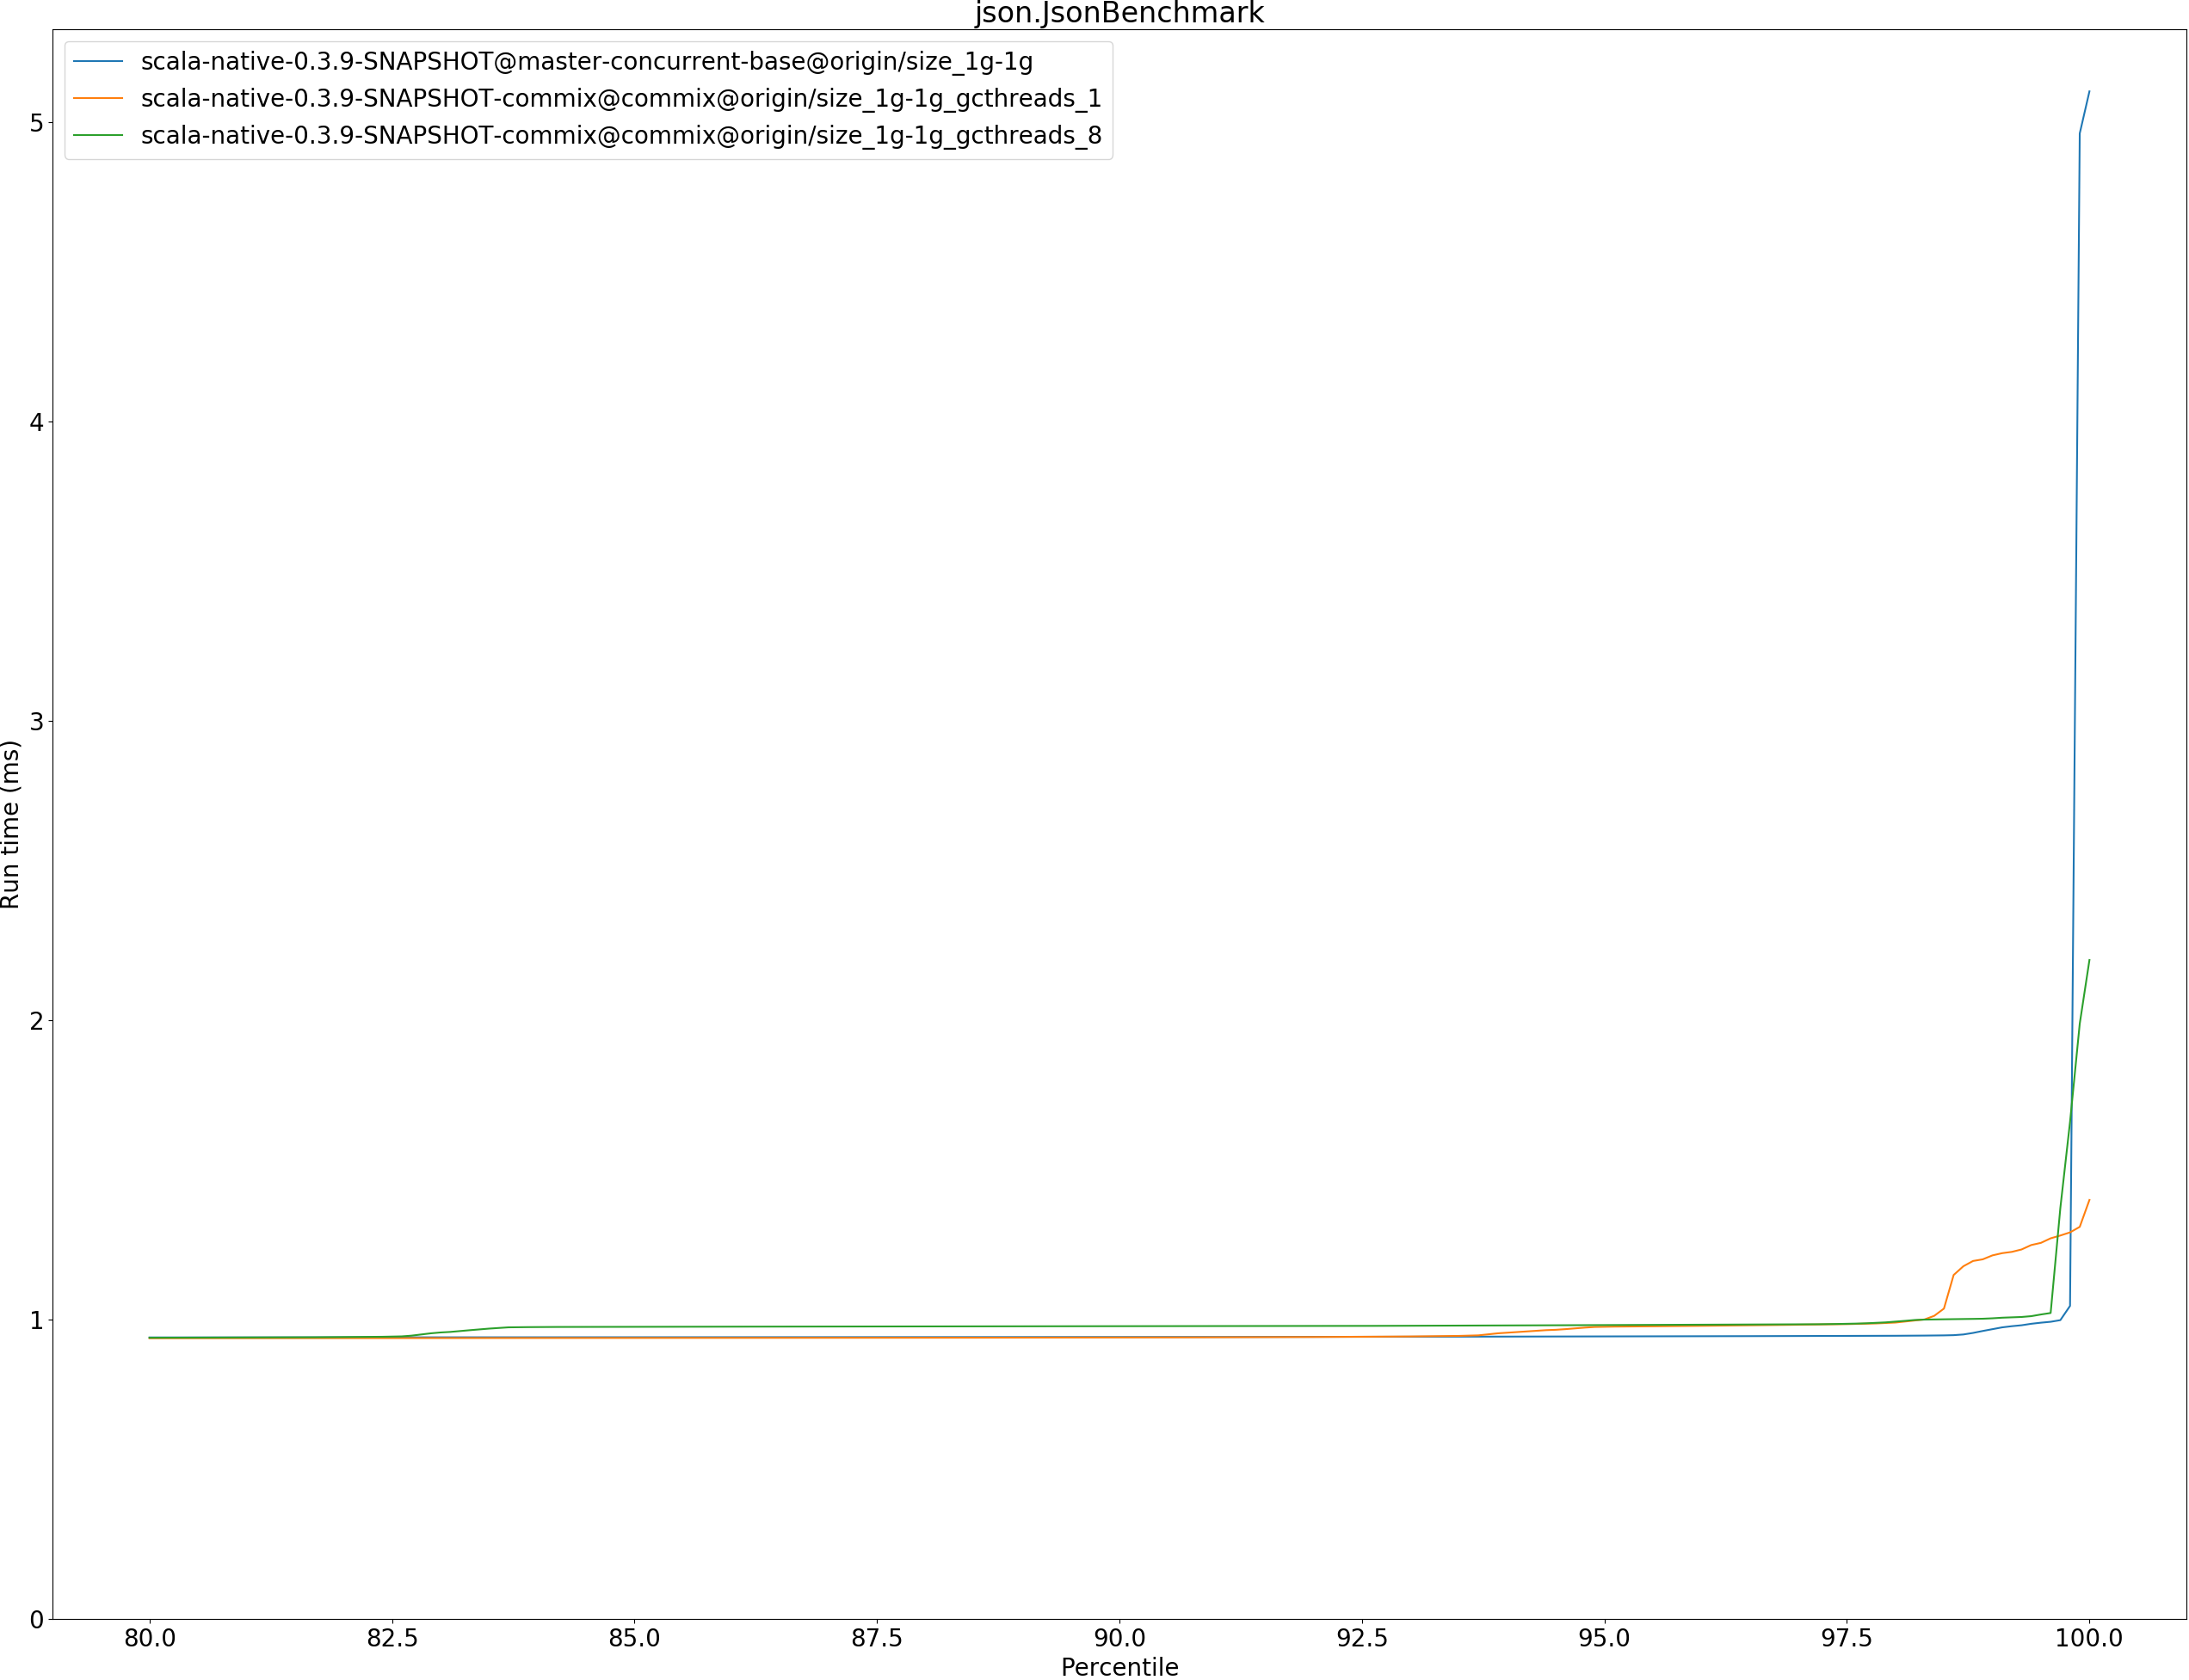 json.JsonBenchmark
scala-native-0.3.9-SNAPSHOT@master-concurrent-base@origin/size_1g-1g
scala-native-0.3.9-SNAPSHOT-commix@commix@origin/size_1g-1g_gcthreads_1
scala-native-0.3.9-SNAPSHOT-commix@commix@origin/size_1g-1g_gcthreads_8
5
4
3
2
1
0
Run time (ms)
80.0 82.5 85.0 87.5 90.0 92.5 95.0 97.5 100.0
Percentile